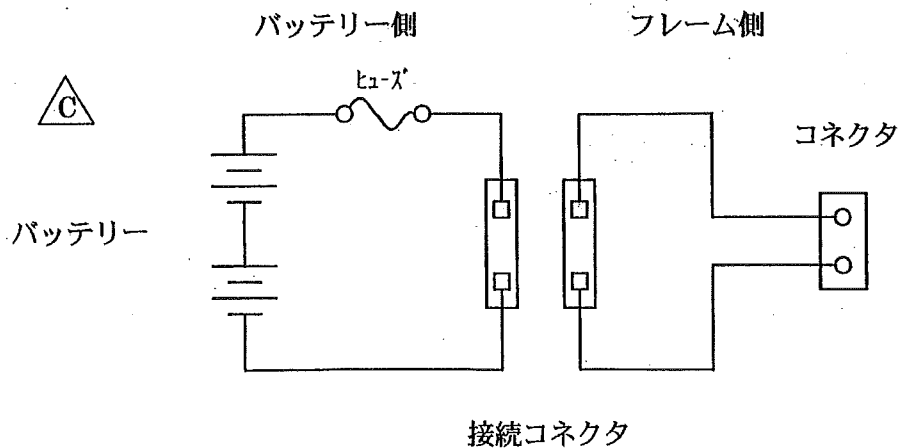 バッテリー側
フレーム側
ヒューズ
C
コネクタ
バッテリー
接続コネクタ